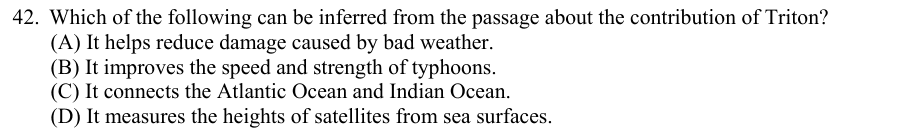 42. Which of the following can be inferred from the passage about the contribution of Triton?
(A) It helps reduce damage caused by bad weather.
(B) It improves the speed and strength of typhoons.
(C) It connects the Atlantic Ocean and Indian Ocean.
(D) It measures the heights of satellites from sea surfaces.